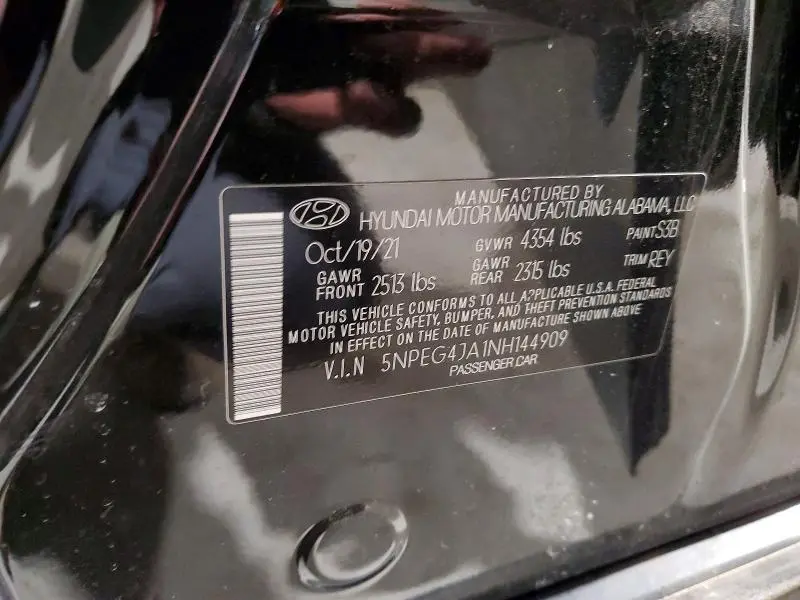 MANUFACTURED BY
HYUNDAI MOTOR MANUFACTURING ALABAMA, LLC
Oct/19/21 GVWR 4354 lbs PAINT S3B
GAWR FRONT 2513 lbs GAWR REAR 2315 lbs TRIM REY
THIS VEHICLE CONFORMS TO ALL APPLICABLE U.S.A. FEDERAL
MOTOR VEHICLE SAFETY, BUMPER, AND THEFT PREVENTION STANDARDS
IN EFFECT ON THE DATE OF MANUFACTURE SHOWN ABOVE
V.I.N 5NPEG4JA1NH144909
PASSENGER CAR